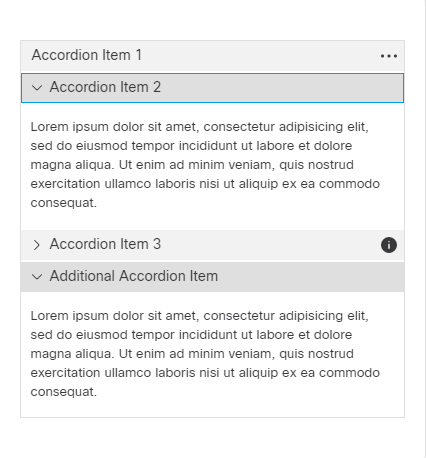 Accordion Item 1
Accordion Item 2
Lorem ipsum dolor sit amet, consectetur adipisicing elit,
sed do eiusmod tempor incididunt ut labore et dolore
magna aliqua. Ut enim ad minim veniam, quis nostrud
exercitation ullamco laboris nisi ut aliquip ex ea commodo
consequat.
Accordion Item 3
Additional Accordion Item
Lorem ipsum dolor sit amet, consectetur adipisicing elit,
sed do eiusmod tempor incididunt ut labore et dolore
magna aliqua. Ut enim ad minim veniam, quis nostrud
exercitation ullamco laboris nisi ut aliquip ex ea commodo
consequat.